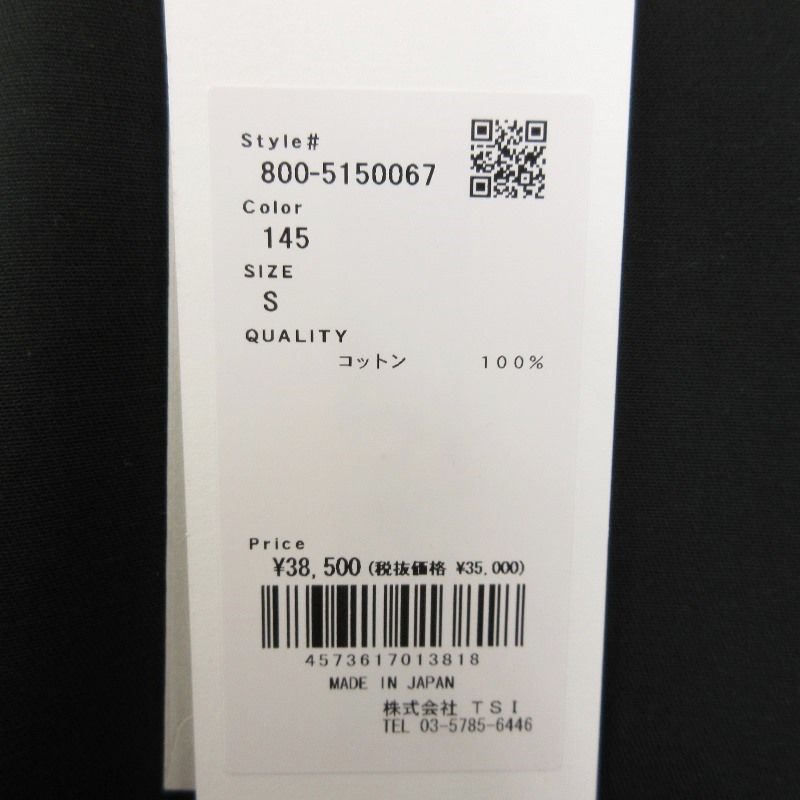 Style#
800-5150067
Color
145
SIZE
S
QUALITY
コットン 100%
Price
¥38,500 (税抜価格 ¥35,000)
4573617013818
MADE IN JAPAN
株式会社 TSI
TEL 03-5785-6446